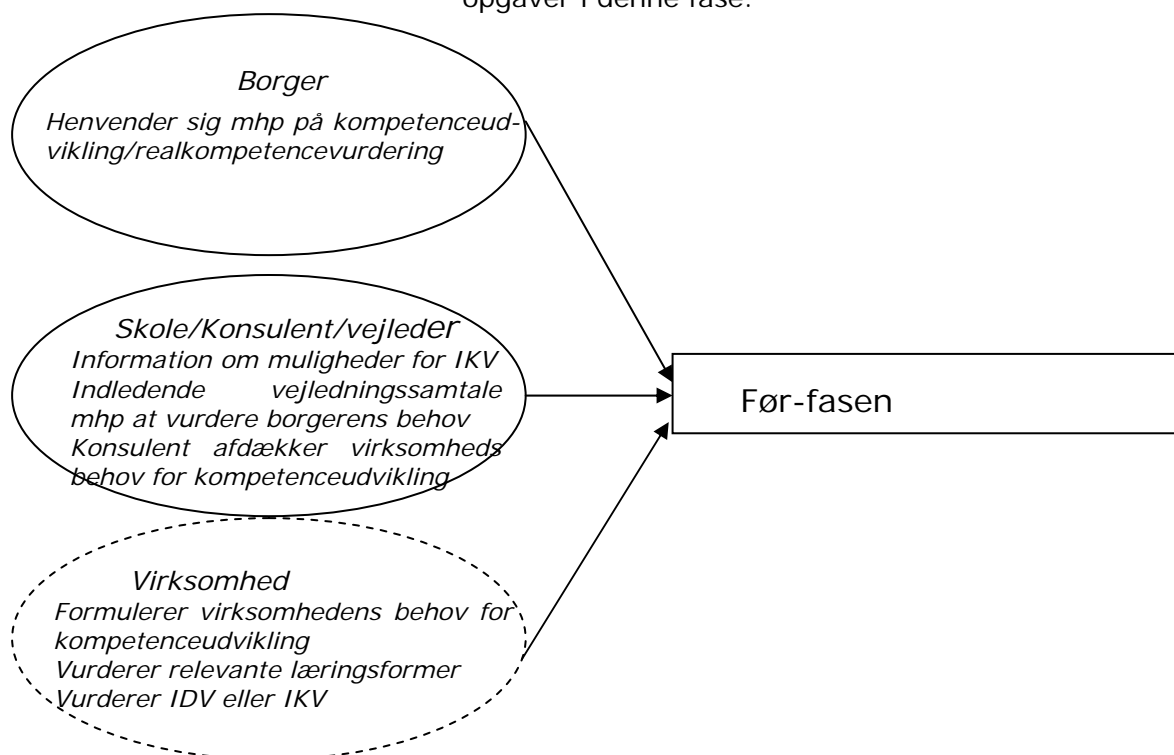 opgaver i denne fase.
Borger
Henvender sig mhp på kompetenceud-
vikling/realkompetencevurdering
Skole/Konsulent/vejleder
Information om muligheder for IKV
Indledende vejledningssamtale
mhp at vurdere borgerens behov
Konsulent afdækker virksomheds
behov for kompetenceudvikling
Før-fasen
Virksomhed
Formulerer virksomhedens behov for
kompetenceudvikling
Vurderer relevante læringsformer
Vurderer IDV eller IKV